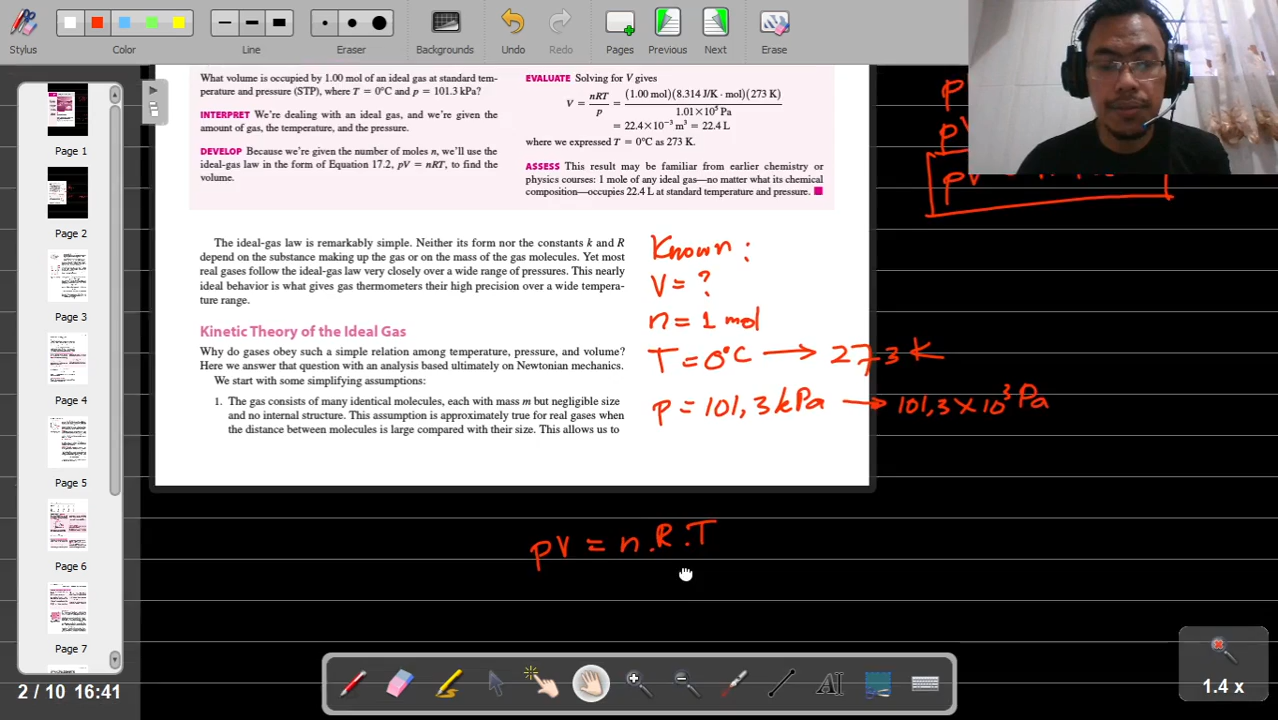 Stylus
Color
Line
Eraser
Backgrounds
Undo
Redo
Pages
Previous
Next
Erase
Page 1
Page 2
Page 3
Page 4
Page 5
Page 6
Page 7
2 / 10 16:41
What volume is occupied by 1.00 mol of an ideal gas at standard tem-
perature and pressure (STP), where T = 0°C and p = 101.3 kPa?
INTERPRET We're dealing with an ideal gas, and we're given the
amount of gas, the temperature, and the pressure.
DEVELOP Because we're given the number of moles n, we'll use the
ideal-gas law in the form of Equation 17.2, pV = nRT, to find the
volume.
EVALUATE Solving for V gives
V = nRT/p = (1.00 mol)(8.314 J/K · mol)(273 K)/1.01×10⁵ Pa
= 22.4×10⁻³ m³ = 22.4 L
where we expressed T = 0°C as 273 K.
ASSESS This result may be familiar from earlier chemistry or
physics courses: 1 mole of any ideal gas—no matter what its chemical
composition—occupies 22.4 L at standard temperature and pressure.
The ideal-gas law is remarkably simple. Neither its form nor the constants k and R
depend on the substance making up the gas or on the mass of the gas molecules. Yet most
real gases follow the ideal-gas law very closely over a wide range of pressures. This nearly
ideal behavior is what gives gas thermometers their high precision over a wide tempera-
ture range.
Kinetic Theory of the Ideal Gas
Why do gases obey such a simple relation among temperature, pressure, and volume?
Here we answer that question with an analysis based ultimately on Newtonian mechanics.
We start with some simplifying assumptions:
1. The gas consists of many identical molecules, each with mass m but negligible size
and no internal structure. This assumption is approximately true for real gases when
the distance between molecules is large compared with their size. This allows us to
Known :
V = ?
n = 1 mol
T = 0°C → 273 K
p = 101,3 kPa → 101,3 × 10³ Pa
pV = n.R.T
1.4 x